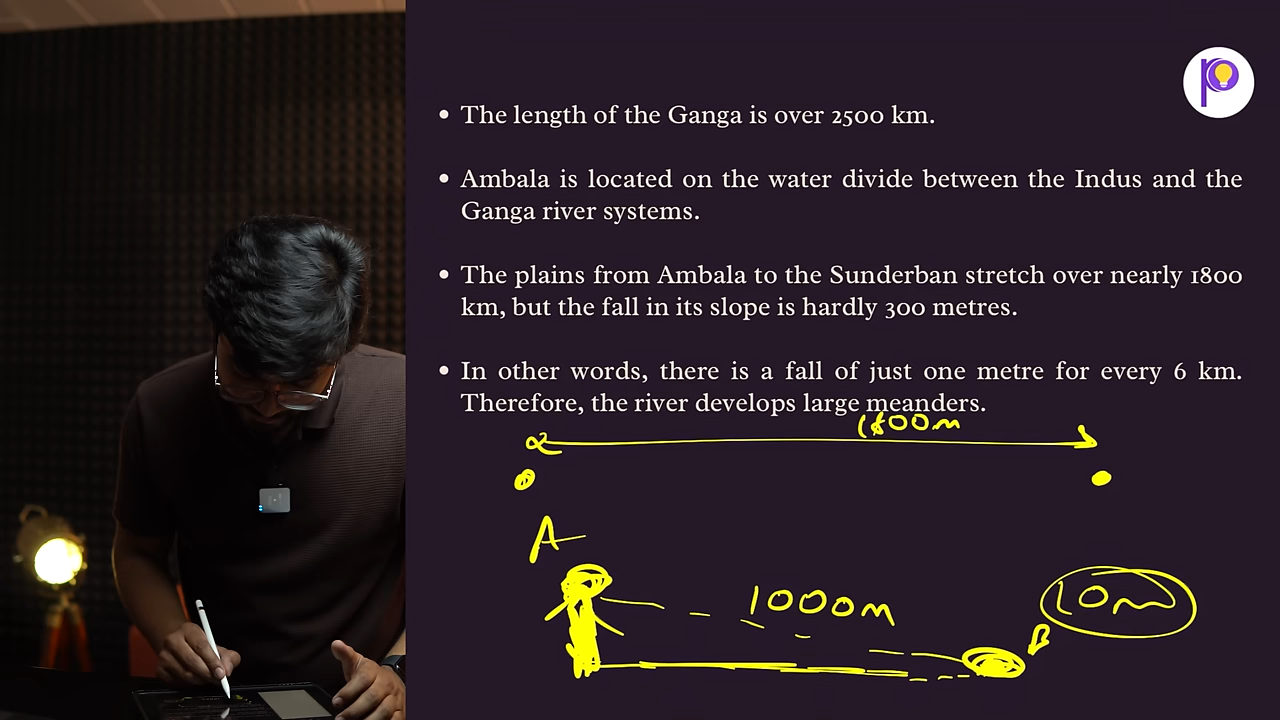 • The length of the Ganga is over 2500 km.
• Ambala is located on the water divide between the Indus and the
Ganga river systems.
• The plains from Ambala to the Sunderban stretch over nearly 1800
km, but the fall in its slope is hardly 300 metres.
• In other words, there is a fall of just one metre for every 6 km.
Therefore, the river develops large meanders.
1800m
A
1000m
10m